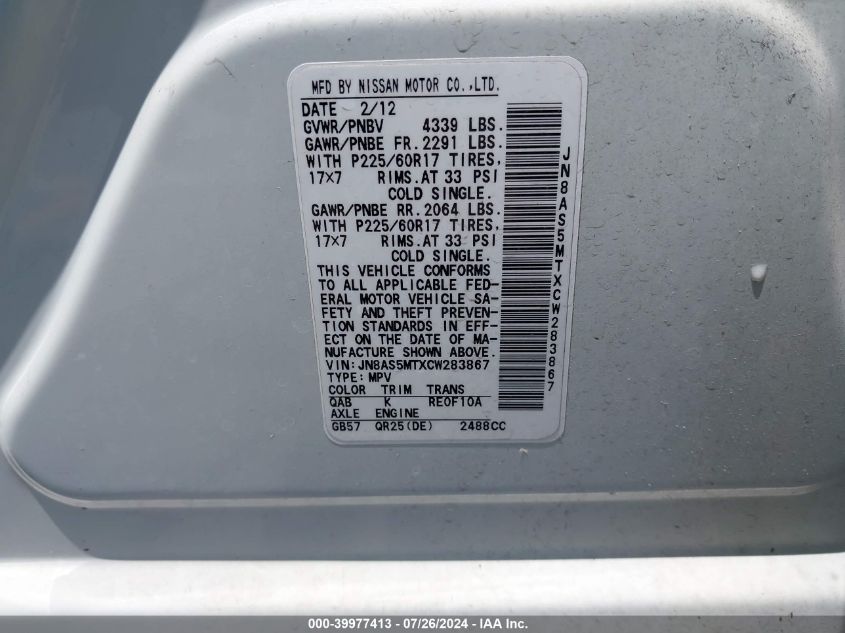 MFD BY NISSAN MOTOR CO.,LTD.
DATE 2/12
GVWR/PNBV 4339 LBS.
GAWR/PNBE FR. 2291 LBS.
WITH P225/60R17 TIRES,
17×7 RIMS.AT 33 PSI
COLD SINGLE.
GAWR/PNBE RR. 2064 LBS.
WITH P225/60R17 TIRES,
17×7 RIMS.AT 33 PSI
COLD SINGLE.
THIS VEHICLE CONFORMS
TO ALL APPLICABLE FED-
ERAL MOTOR VEHICLE SA-
FETY AND THEFT PREVEN-
TION STANDARDS IN EFF-
ECT ON THE DATE OF MA-
NUFACTURE SHOWN ABOVE.
VIN: JN8AS5MTXCW283867
TYPE: MPV
COLOR TRIM TRANS
QAB K RE0F10A
AXLE ENGINE
GB57 QR25(DE) 2488CC
JN8AS5MTXCW283867
000-39977413 - 07/26/2024 - IAA Inc.